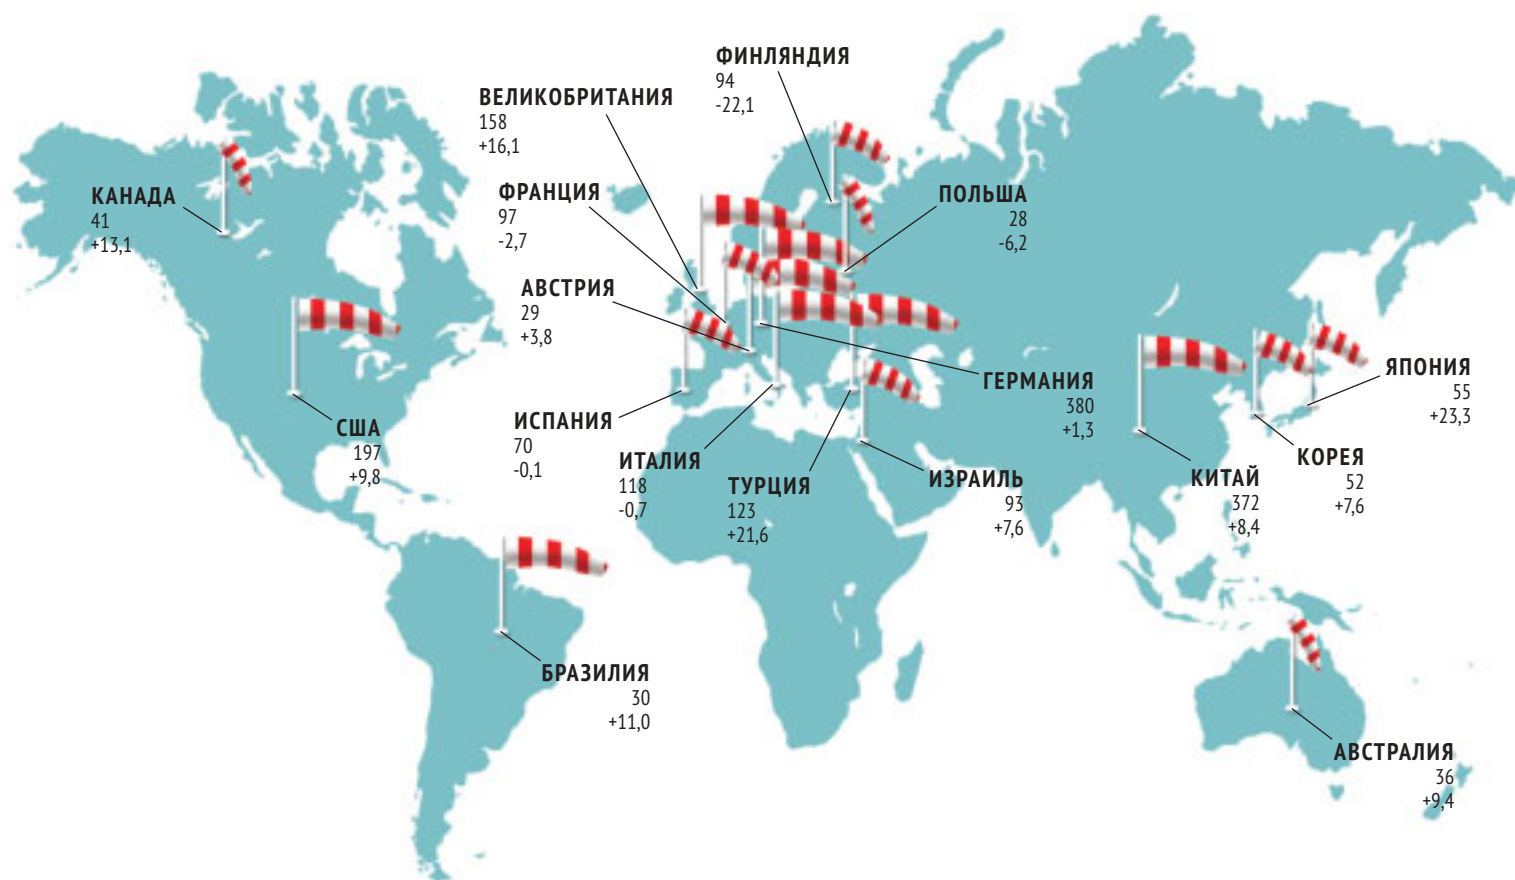 ФИНЛЯНДИЯ
94
-22,1
ВЕЛИКОБРИТАНИЯ
158
+16,1
КАНАДА
41
+13,1
ФРАНЦИЯ
97
-2,7
ПОЛЬША
28
-6,2
АВСТРИЯ
29
+3,8
ГЕРМАНИЯ
380
+1,3
ЯПОНИЯ
55
+23,3
США
197
+9,8
ИСПАНИЯ
70
-0,1
ИТАЛИЯ
118
-0,7
ТУРЦИЯ
123
+21,6
ИЗРАИЛЬ
93
+7,6
КИТАЙ
372
+8,4
КОРЕЯ
52
+7,6
БРАЗИЛИЯ
30
+11,0
АВСТРАЛИЯ
36
+9,4